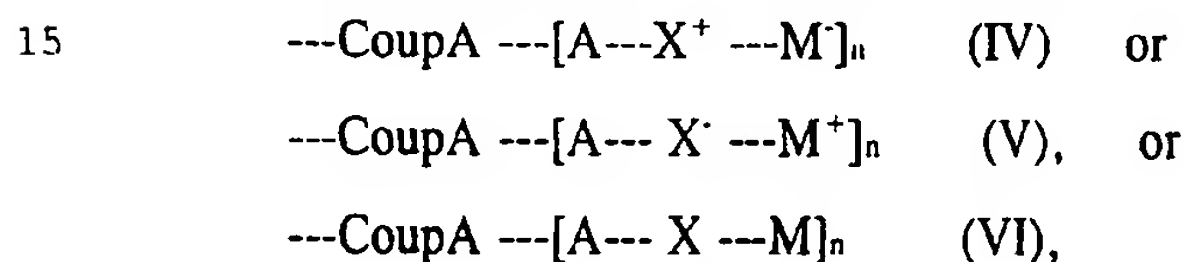 15 ---CoupA ---[A---X⁺ ---M⁻]ₙ (IV) or
---CoupA ---[A--- X⁻ ---M⁺]ₙ (V), or
---CoupA ---[A--- X ---M]ₙ (VI),